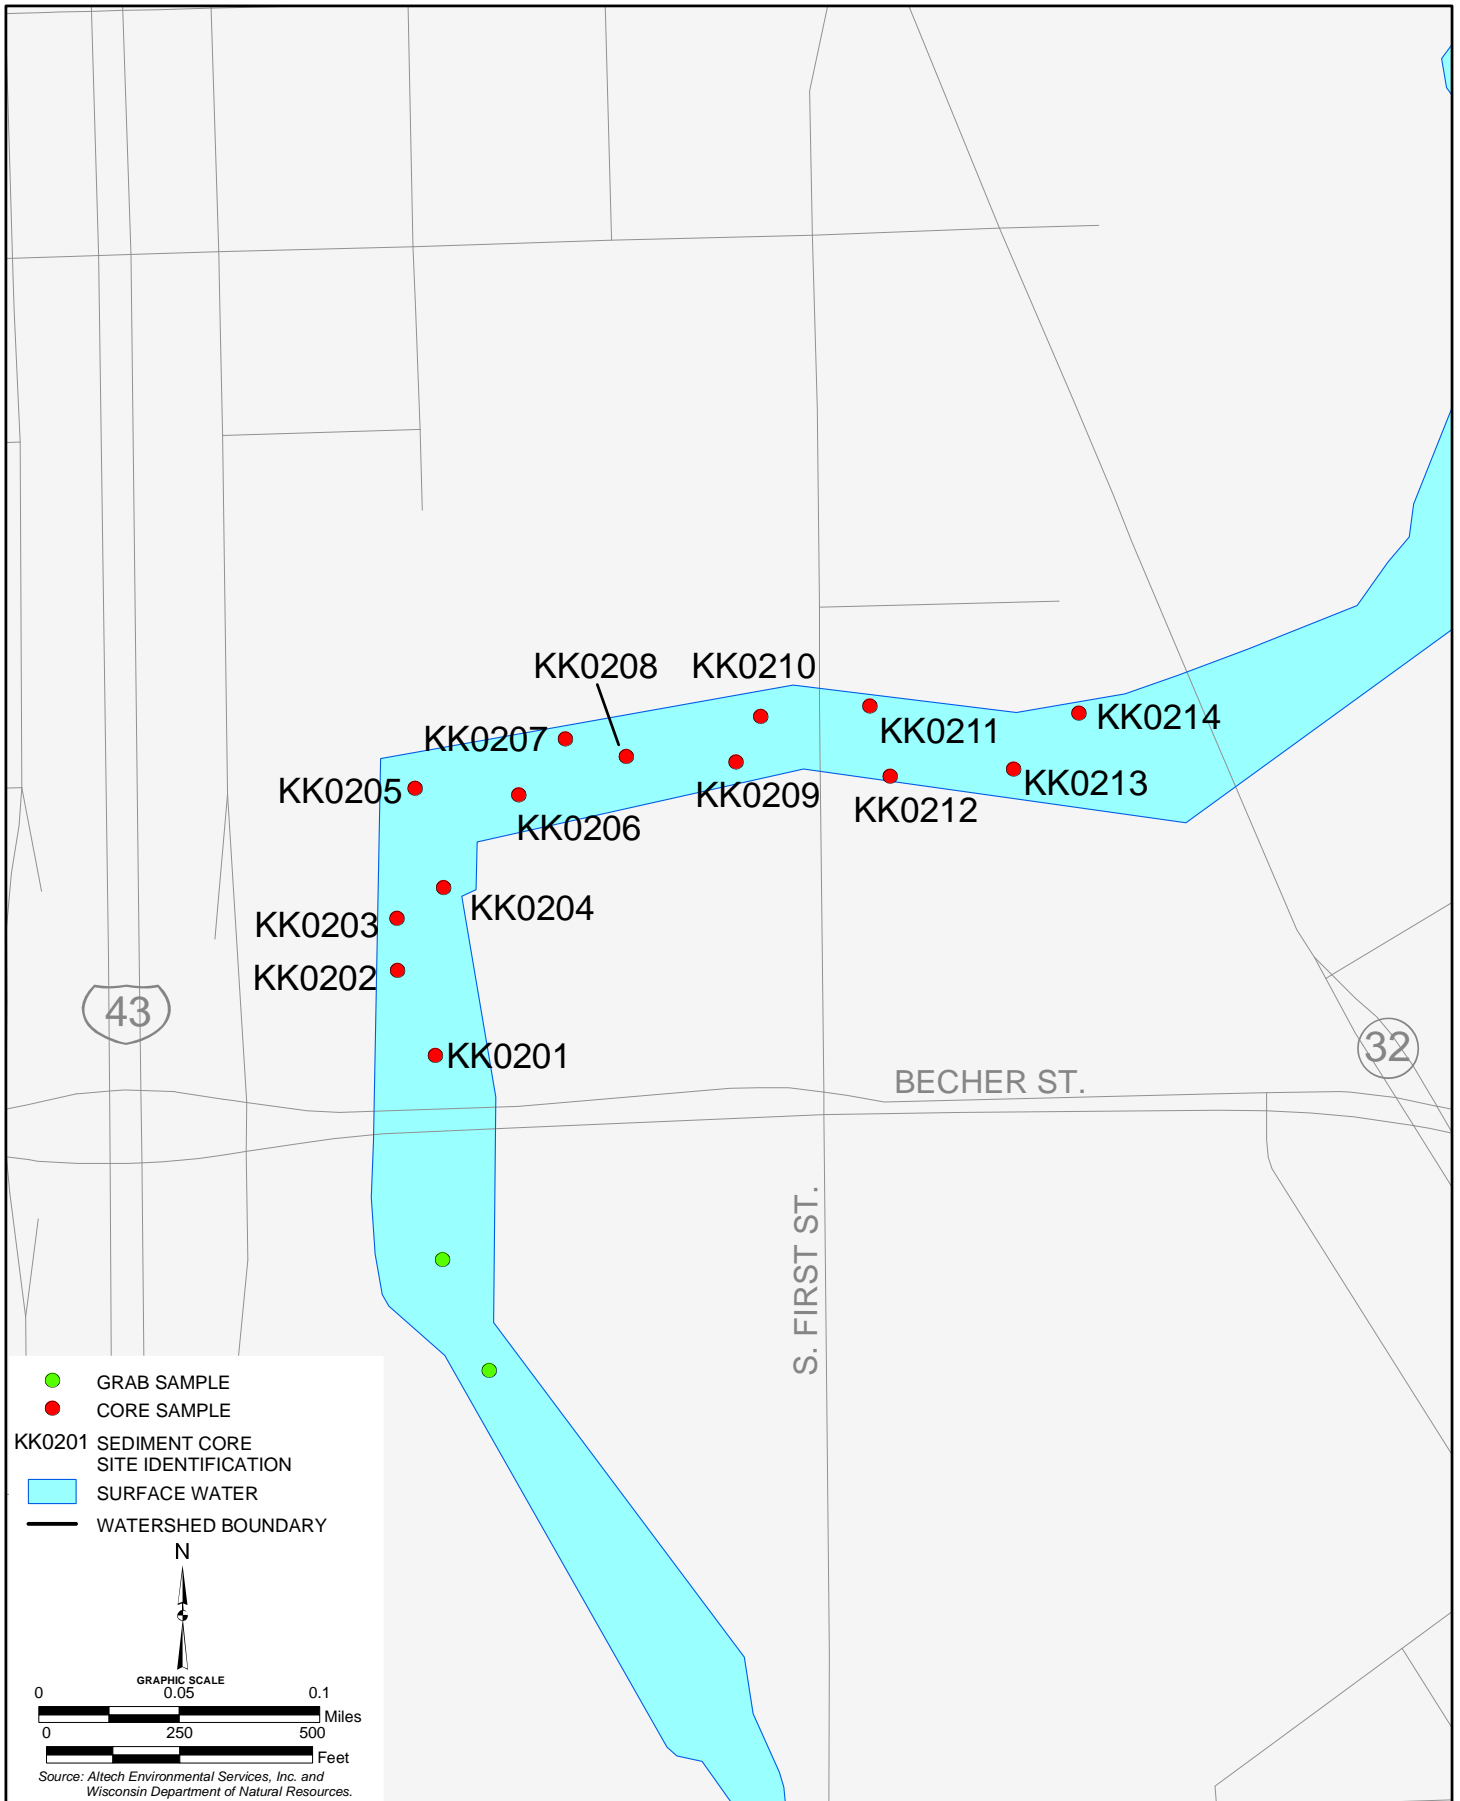 KK0208
KK0210
KK0207
KK0211
KK0214
KK0205
KK0213
KK0209
KK0212
KK0206
KK0204
KK0203
KK0202
43
KK0201
32
BECHER ST.
S. FIRST ST.
GRAB SAMPLE
CORE SAMPLE
KK0201 SEDIMENT CORE
SITE IDENTIFICATION
SURFACE WATER
WATERSHED BOUNDARY
N
GRAPHIC SCALE
0 0.05 0.1
Miles
0 250 500
Feet
Source: Altech Environmental Services, Inc. and
Wisconsin Department of Natural Resources.